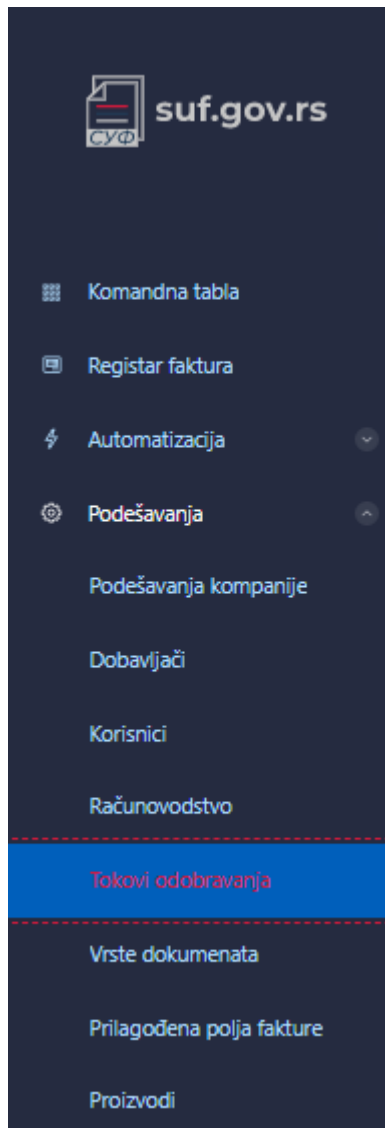 СУФ
suf.gov.rs
Komandna tabla
Registar faktura
Automatizacija
Podešavanja
Podešavanja kompanije
Dobavljači
Korisnici
Računovodstvo
Tokovi odobravanja
Vrste dokumenata
Prilagođena polja fakture
Proizvodi